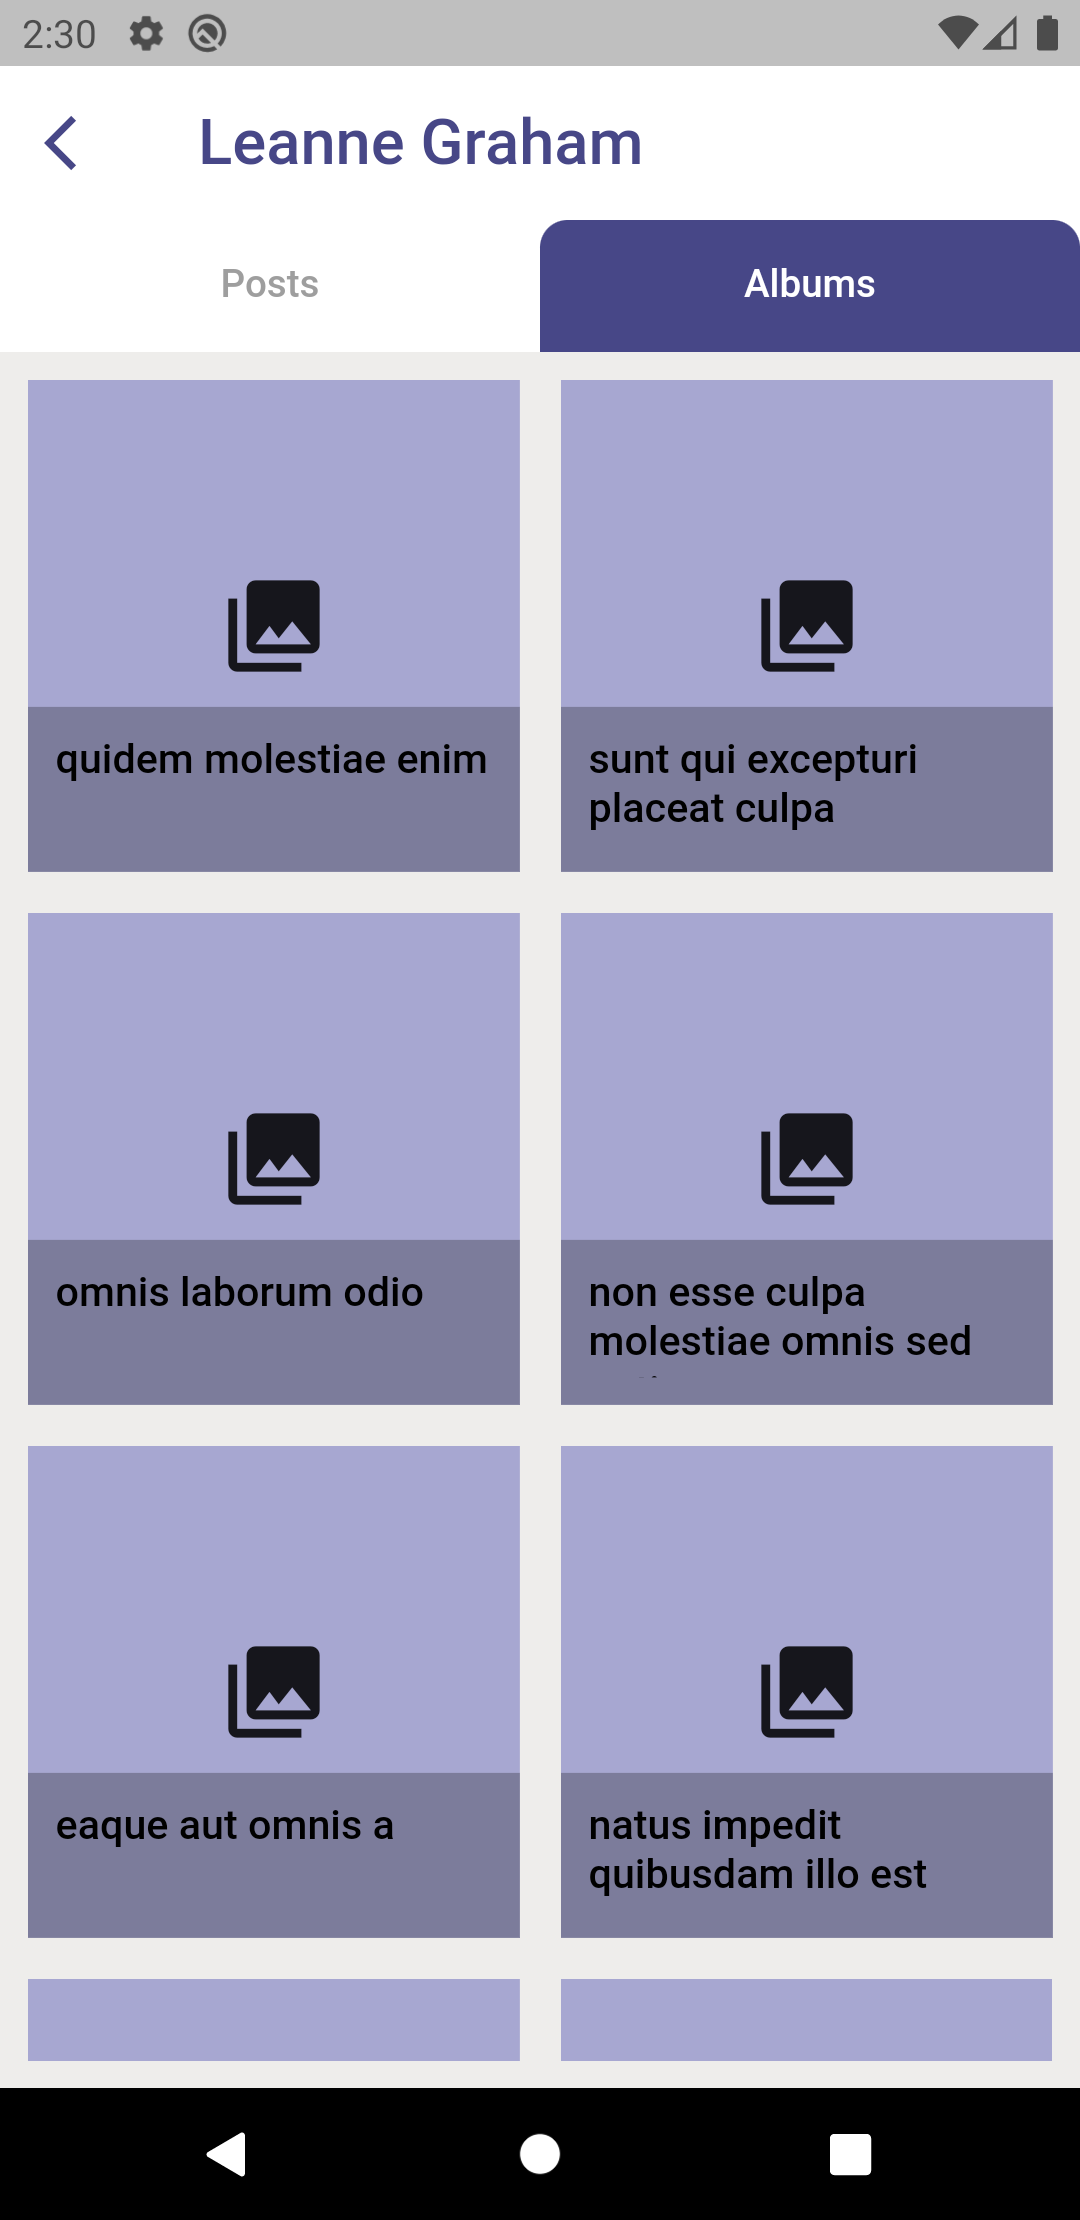 2:30
Leanne Graham
Posts
Albums
quidem molestiae enim
sunt qui excepturi
placeat culpa
omnis laborum odio
non esse culpa
molestiae omnis sed
eaque aut omnis a
natus impedit
quibusdam illo est